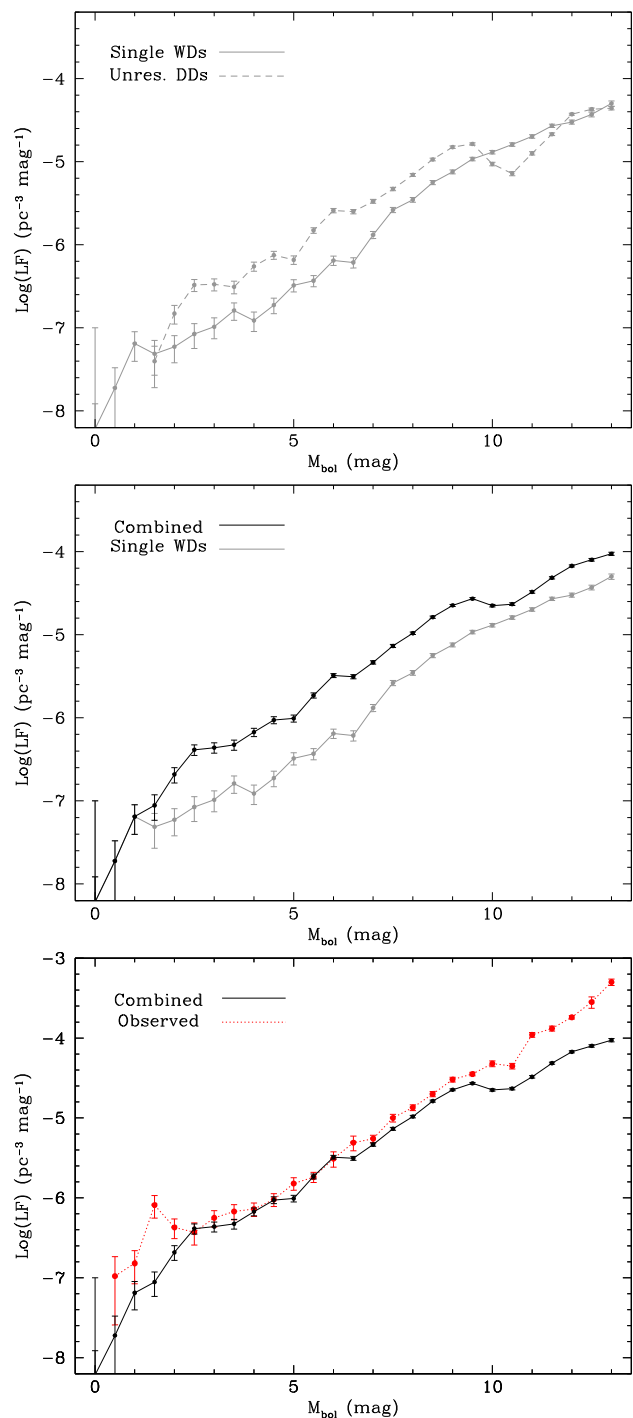 Single WDs
Unres. DDs
-4
-5
-6
-7
-8
Log(LF) (pc⁻³ mag⁻¹)
0 5 10
M_bol (mag)
Combined
Single WDs
-4
-5
-6
-7
-8
Log(LF) (pc⁻³ mag⁻¹)
0 5 10
M_bol (mag)
Combined
Observed
-3
-4
-5
-6
-7
-8
Log(LF) (pc⁻³ mag⁻¹)
0 5 10
M_bol (mag)